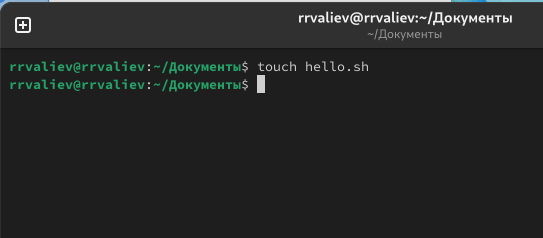 rrvaliev@rrvaliev:~/Документы
~/Документы
rrvaliev@rrvaliev:~/Документы$ touch hello.sh
rrvaliev@rrvaliev:~/Документы$